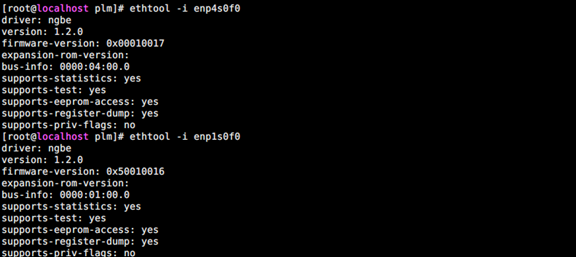 [root@localhost plm]# ethtool -i enp4s0f0
driver: ngbe
version: 1.2.0
firmware-version: 0x00010017
expansion-rom-version:
bus-info: 0000:04:00.0
supports-statistics: yes
supports-test: yes
supports-eeprom-access: yes
supports-register-dump: yes
supports-priv-flags: no
[root@localhost plm]# ethtool -i enp1s0f0
driver: ngbe
version: 1.2.0
firmware-version: 0x50010016
expansion-rom-version:
bus-info: 0000:01:00.0
supports-statistics: yes
supports-test: yes
supports-eeprom-access: yes
supports-register-dump: yes
supports-priv-flags: no